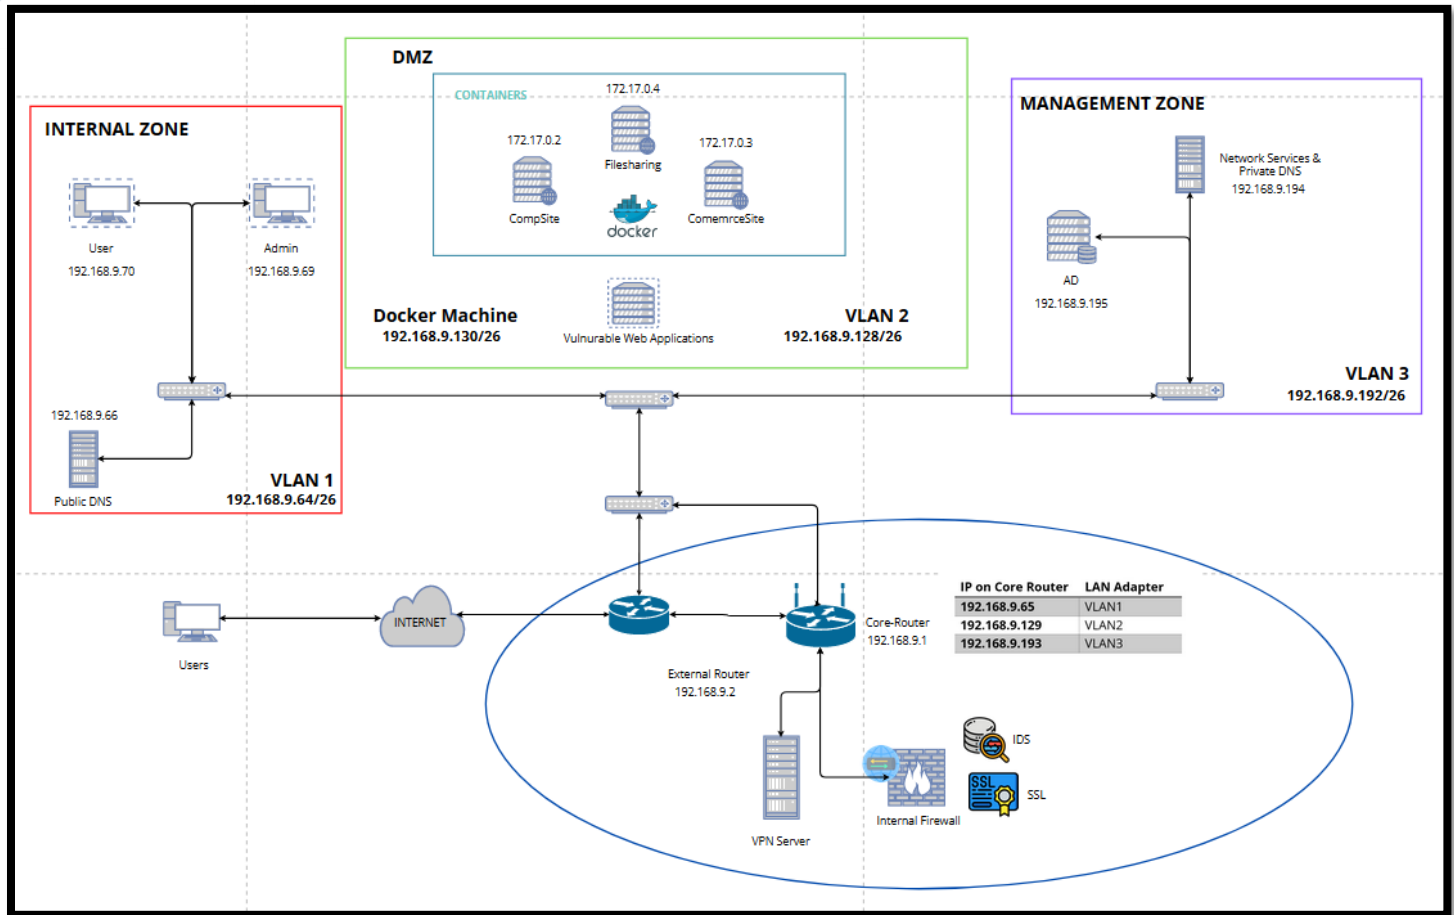 DMZ
CONTAINERS
172.17.0.4
Filesharing
172.17.0.2
CompSite
172.17.0.3
ComemrceSite
docker
Docker Machine
192.168.9.130/26
Vulnurable Web Applications
VLAN 2
192.168.9.128/26
INTERNAL ZONE
User
192.168.9.70
Admin
192.168.9.69
192.168.9.66
Public DNS
VLAN 1
192.168.9.64/26
MANAGEMENT ZONE
Network Services &
Private DNS
192.168.9.194
AD
192.168.9.195
VLAN 3
192.168.9.192/26
Users
INTERNET
External Router
192.168.9.2
Core-Router
192.168.9.1
IP on Core Router LAN Adapter
192.168.9.65 VLAN1
192.168.9.129 VLAN2
192.168.9.193 VLAN3
VPN Server
Internal Firewall
IDS
SSL
SSL